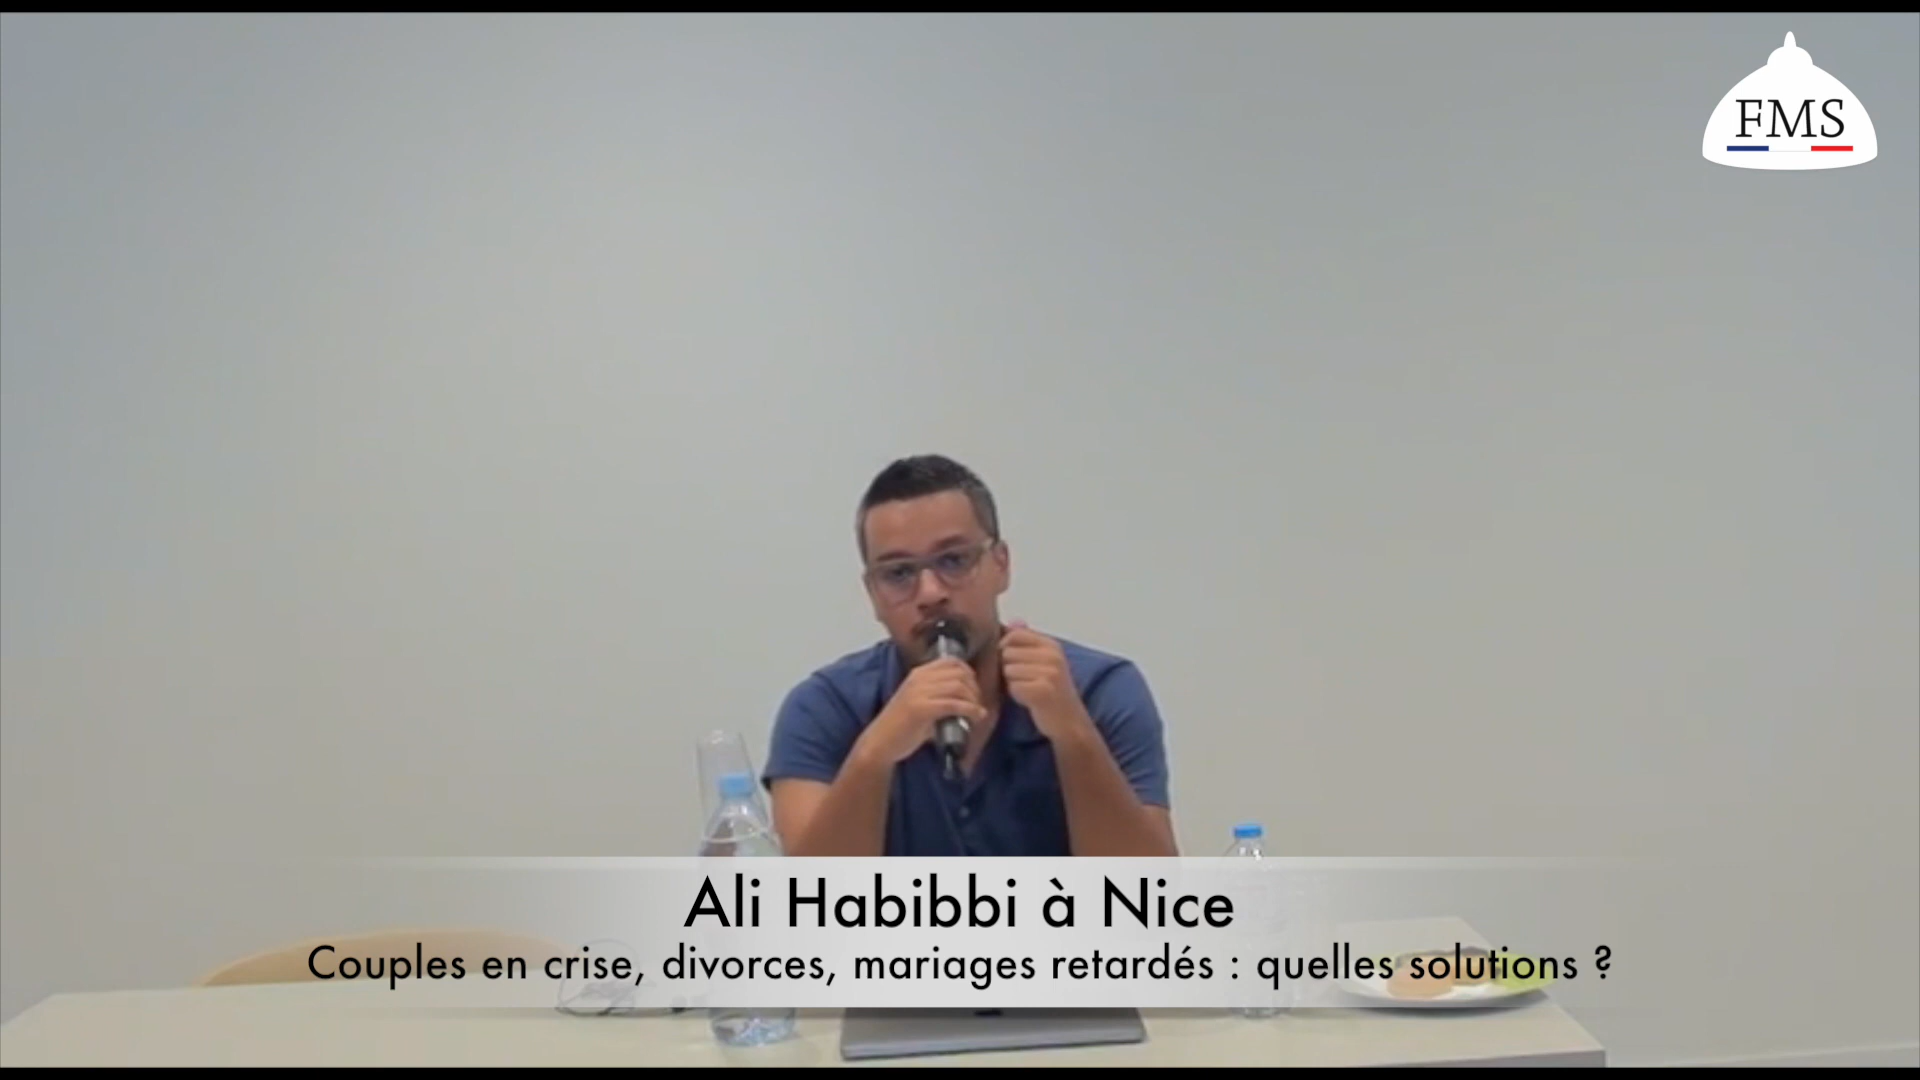 FMS
Ali Habibbi à Nice
Couples en crise, divorces, mariages retardés : quelles solutions ?